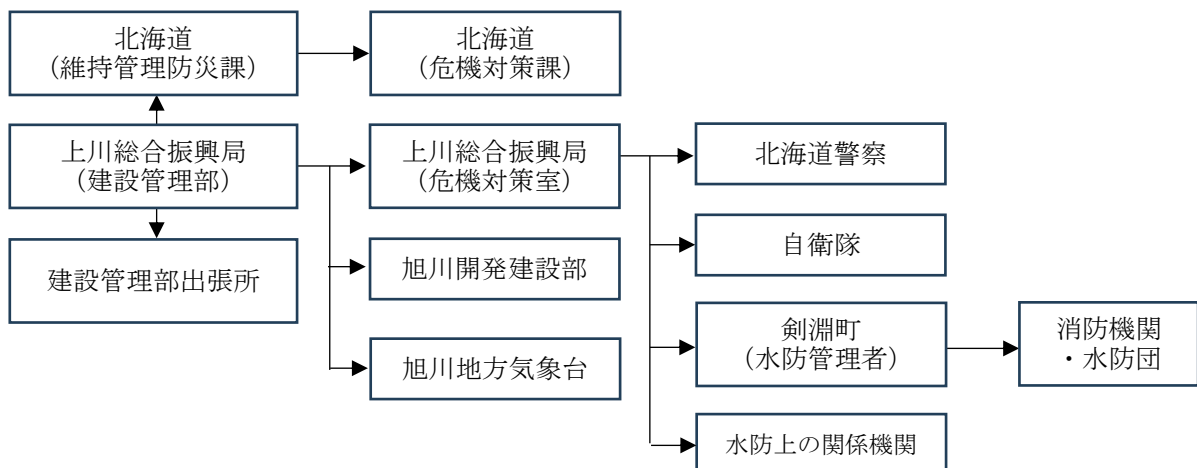 北海道
（維持管理防災課）
北海道
（危機対策課）
上川総合振興局
（建設管理部）
上川総合振興局
（危機対策室）
北海道警察
建設管理部出張所
旭川開発建設部
自衛隊
旭川地方気象台
剣淵町
（水防管理者）
消防機関
・水防団
水防上の関係機関